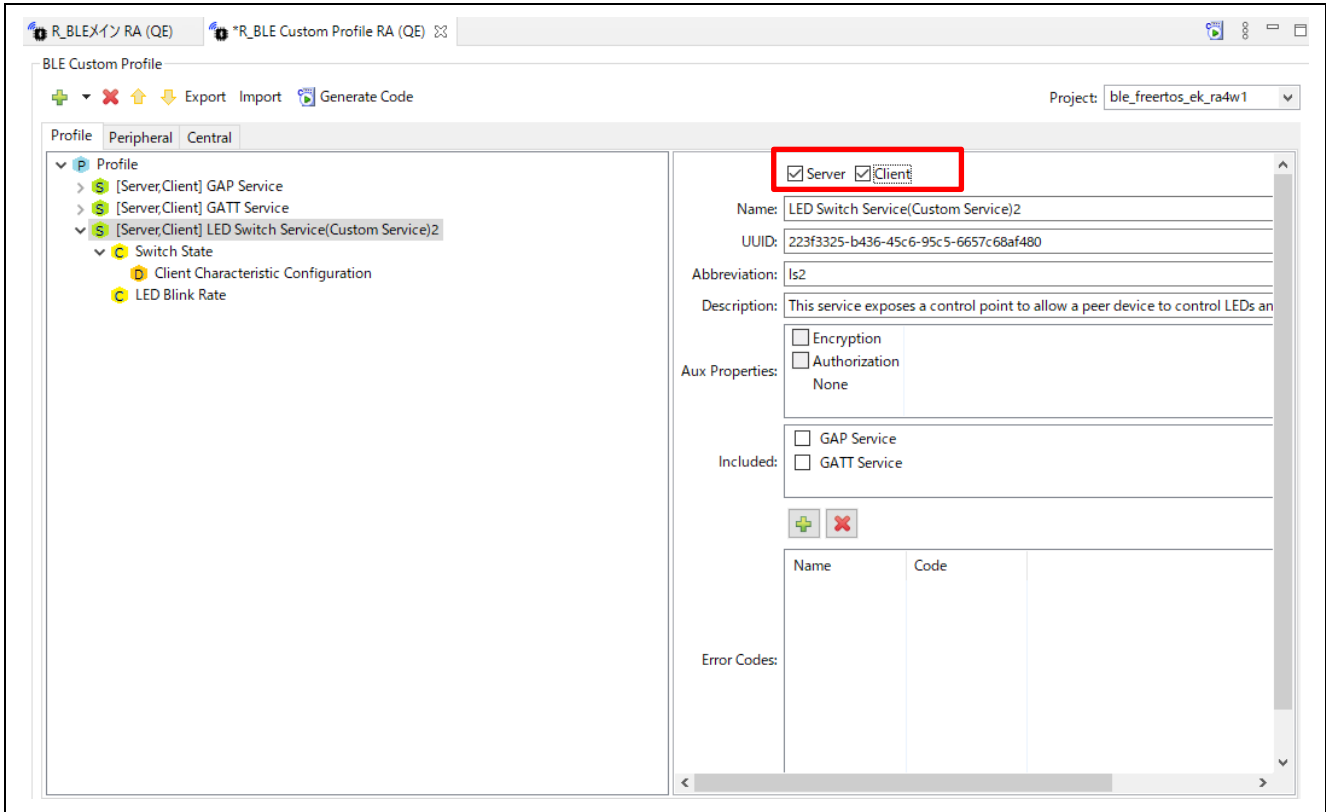 R_BLEメイン RA (QE) *R_BLE Custom Profile RA (QE)
BLE Custom Profile
Export Import Generate Code Project: ble_freertos_ek_ra4w1
Profile Peripheral Central
P Profile
S [Server,Client] GAP Service
S [Server,Client] GATT Service
S [Server,Client] LED Switch Service(Custom Service)2
C Switch State
D Client Characteristic Configuration
C LED Blink Rate
Server Client
Name: LED Switch Service(Custom Service)2
UUID: 223f3325-b436-45c6-95c5-6657c68af480
Abbreviation: ls2
Description: This service exposes a control point to allow a peer device to control LEDs an
Aux Properties:
Encryption
Authorization
None
Included:
GAP Service
GATT Service
Name Code
Error Codes: